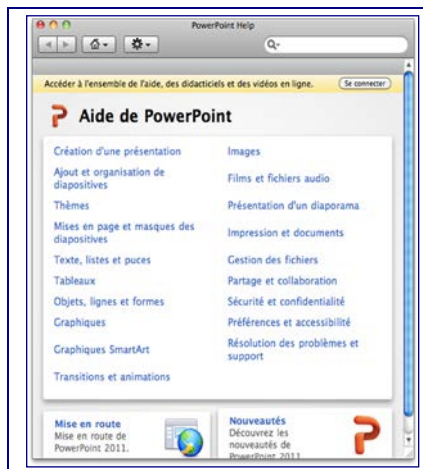 PowerPoint Help
Accéder à l'ensemble de l'aide, des didacticiels et des vidéos en ligne.
Se connecter
Aide de PowerPoint
Création d'une présentation
Ajout et organisation de
diapositives
Thèmes
Mises en page et masques des
diapositives
Texte, listes et puces
Tableaux
Objets, lignes et formes
Graphiques
Graphiques SmartArt
Transitions et animations
Images
Films et fichiers audio
Présentation d'un diaporama
Impression et documents
Gestion des fichiers
Partage et collaboration
Sécurité et confidentialité
Préférences et accessibilité
Résolution des problèmes et
support
Mise en route
Mise en route de
PowerPoint 2011.
Nouveautés
Découvrez les
nouveautés de
PowerPoint 2011